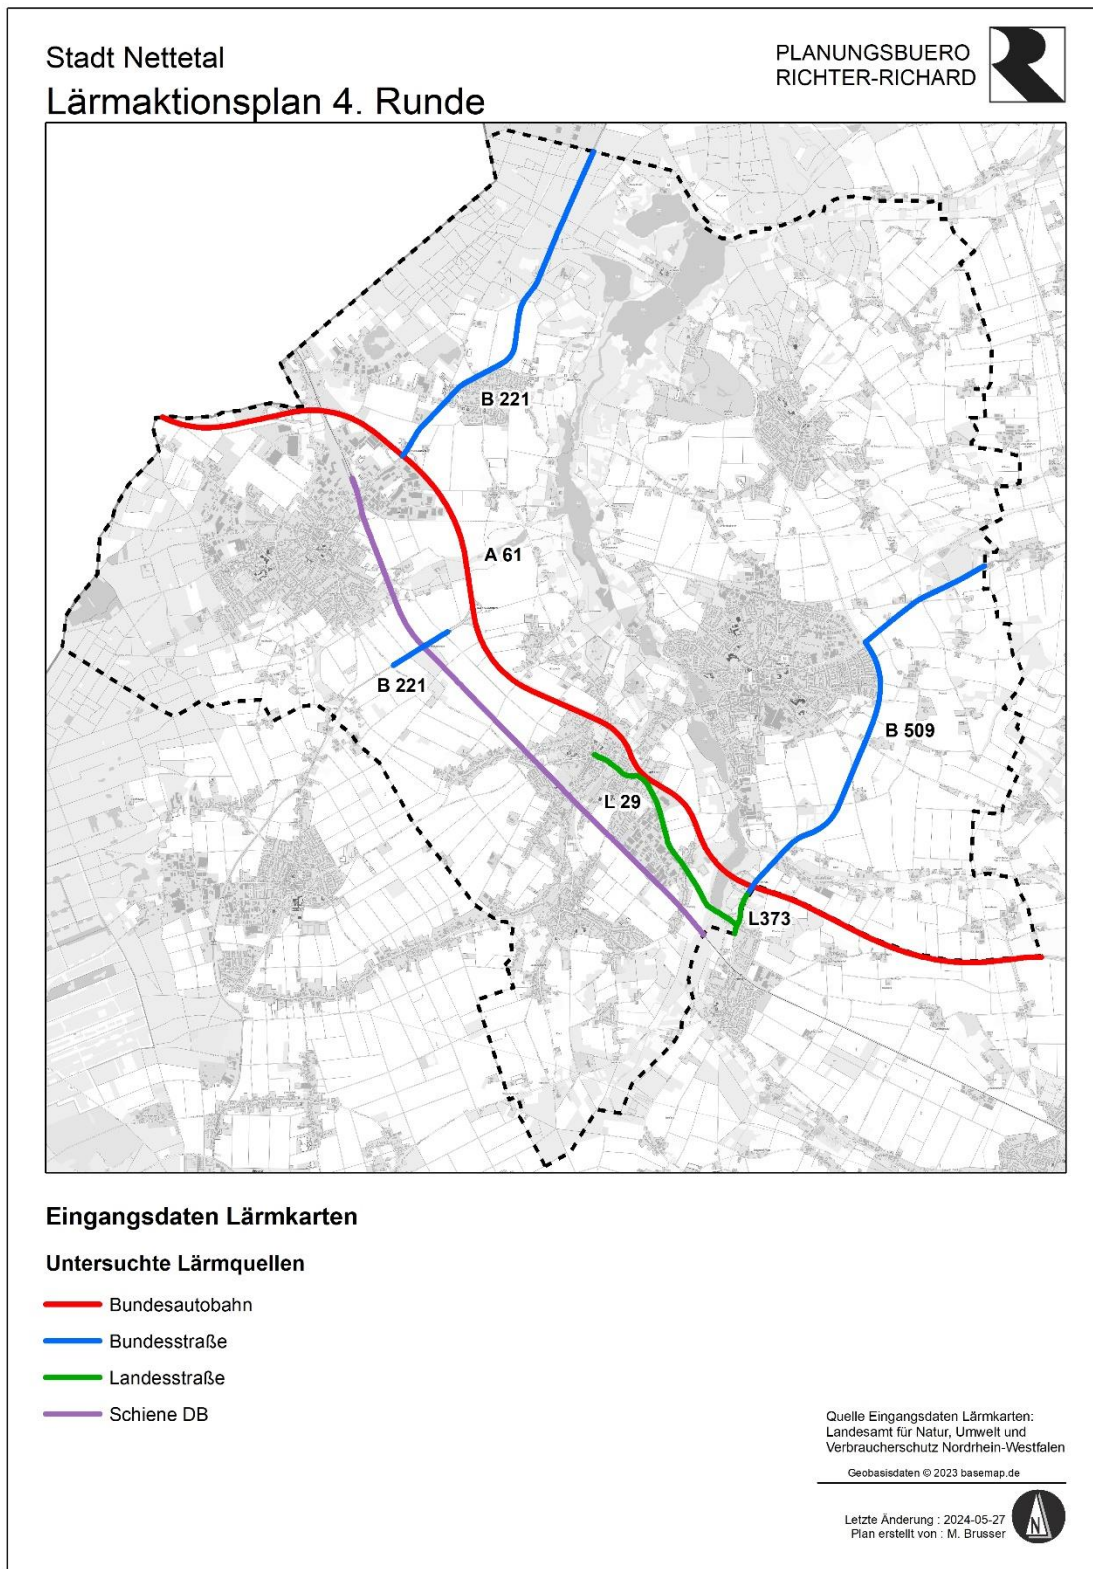 Stadt Nettetal
Lärmaktionsplan 4. Runde
PLANUNGSBUERO
RICHTER-RICHARD
B 221
A 61
B 221
B 509
L 29
L373
Eingangsdaten Lärmkarten
Untersuchte Lärmquellen
Bundesautobahn
Bundesstraße
Landesstraße
Schiene DB
Quelle Eingangsdaten Lärmkarten:
Landesamt für Natur, Umwelt und
Verbraucherschutz Nordrhein-Westfalen
Geobasisdaten © 2023 basemap.de
Letzte Änderung : 2024-05-27
Plan erstellt von : M. Brusser
N